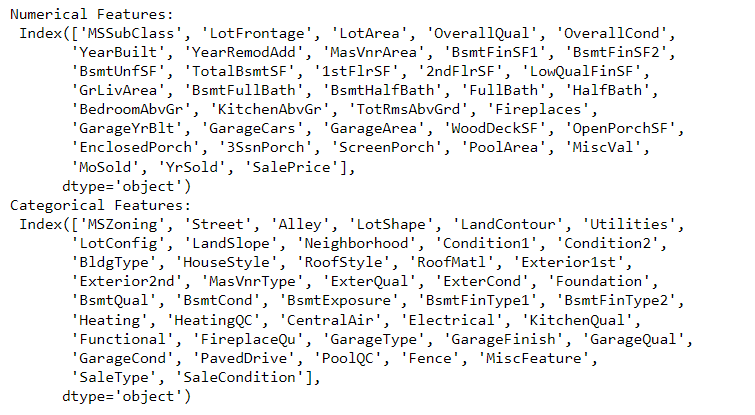 Numerical Features:
Index(['MSSubClass', 'LotFrontage', 'LotArea', 'OverallQual', 'OverallCond',
'YearBuilt', 'YearRemodAdd', 'MasVnrArea', 'BsmtFinSF1', 'BsmtFinSF2',
'BsmtUnfSF', 'TotalBsmtSF', '1stFlrSF', '2ndFlrSF', 'LowQualFinSF',
'GrLivArea', 'BsmtFullBath', 'BsmtHalfBath', 'FullBath', 'HalfBath',
'BedroomAbvGr', 'KitchenAbvGr', 'TotRmsAbvGrd', 'Fireplaces',
'GarageYrBlt', 'GarageCars', 'GarageArea', 'WoodDeckSF', 'OpenPorchSF',
'EnclosedPorch', '3SsnPorch', 'ScreenPorch', 'PoolArea', 'MiscVal',
'MoSold', 'YrSold', 'SalePrice'],
dtype='object')
Categorical Features:
Index(['MSZoning', 'Street', 'Alley', 'LotShape', 'LandContour', 'Utilities',
'LotConfig', 'LandSlope', 'Neighborhood', 'Condition1', 'Condition2',
'BldgType', 'HouseStyle', 'RoofStyle', 'RoofMatl', 'Exterior1st',
'Exterior2nd', 'MasVnrType', 'ExterQual', 'ExterCond', 'Foundation',
'BsmtQual', 'BsmtCond', 'BsmtExposure', 'BsmtFinType1', 'BsmtFinType2',
'Heating', 'HeatingQC', 'CentralAir', 'Electrical', 'KitchenQual',
'Functional', 'FireplaceQu', 'GarageType', 'GarageFinish', 'GarageQual',
'GarageCond', 'PavedDrive', 'PoolQC', 'Fence', 'MiscFeature',
'SaleType', 'SaleCondition'],
dtype='object')